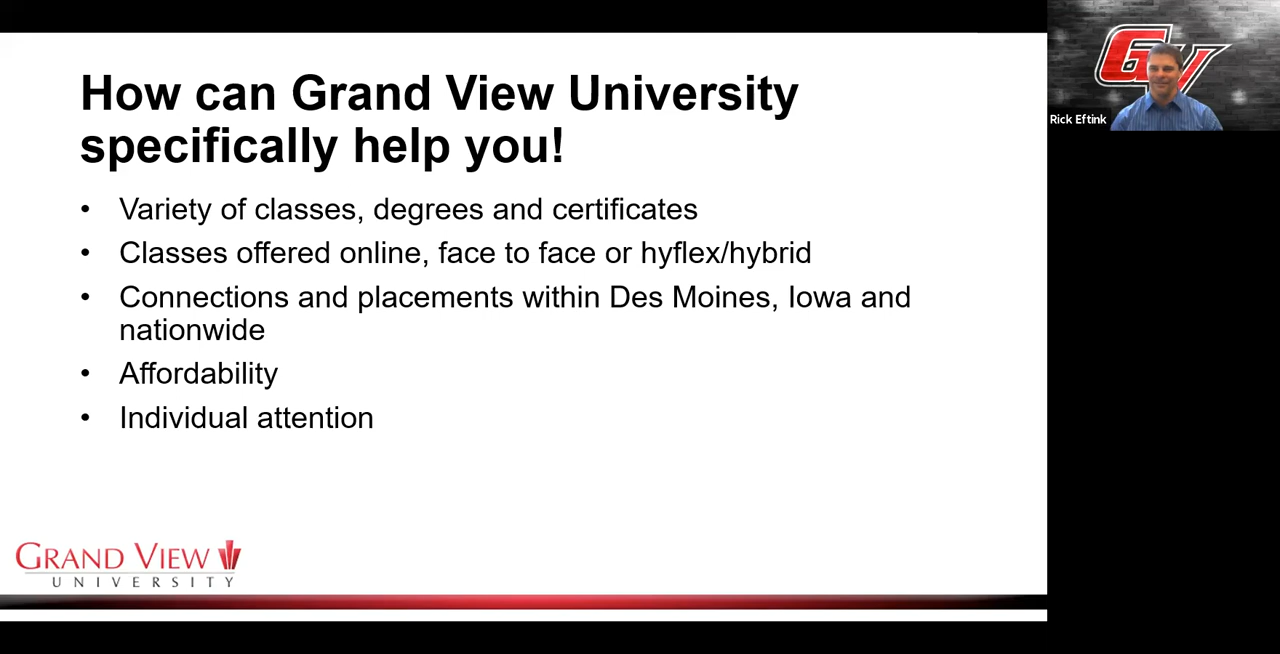 How can Grand View University
specifically help you!
• Variety of classes, degrees and certificates
• Classes offered online, face to face or hyflex/hybrid
• Connections and placements within Des Moines, Iowa and
nationwide
• Affordability
• Individual attention
GRAND VIEW
UNIVERSITY
GV
Rick Eftink